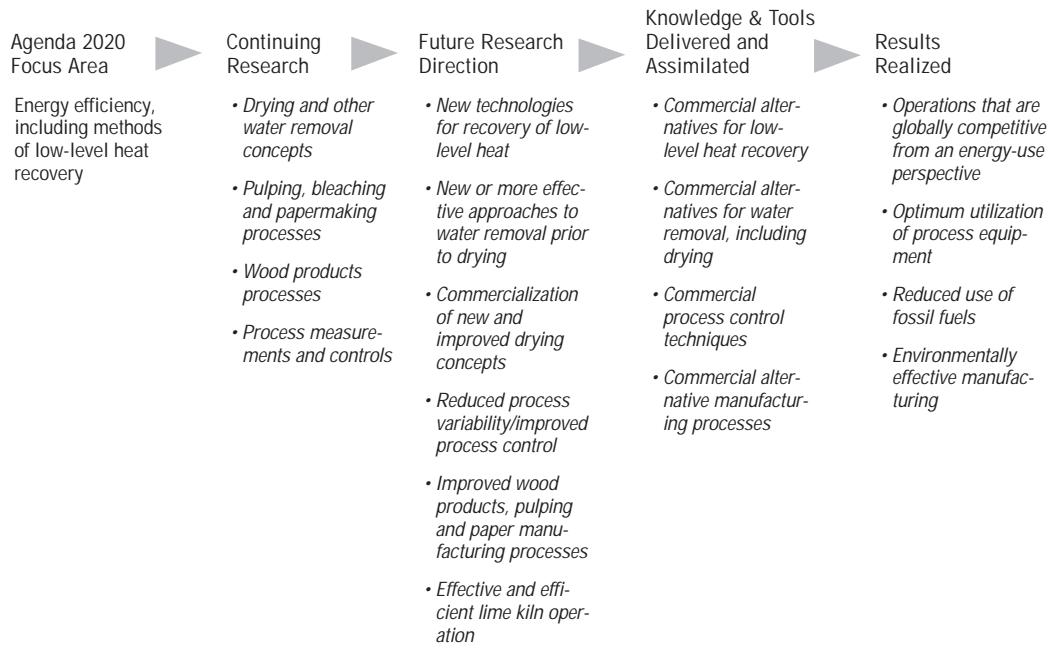 Agenda 2020
Focus Area
Energy efficiency,
including methods
of low-level heat
recovery
Continuing
Research
• Drying and other
water removal
concepts
• Pulping, bleaching
and papermaking
processes
• Wood products
processes
• Process measure-
ments and controls
Future Research
Direction
• New technologies
for recovery of low-
level heat
• New or more effec-
tive approaches to
water removal prior
to drying
• Commercialization
of new and
improved drying
concepts
• Reduced process
variability/improved
process control
• Improved wood
products, pulping
and paper manu-
facturing processes
• Effective and effi-
cient lime kiln oper-
ation
Knowledge & Tools
Delivered and
Assimilated
• Commercial alter-
natives for low-
level heat recovery
• Commercial alter-
natives for water
removal, including
drying
• Commercial
process control
techniques
• Commercial alter-
native manufactur-
ing processes
Results
Realized
• Operations that are
globally competitive
from an energy-use
perspective
• Optimum utilization
of process equip-
ment
• Reduced use of
fossil fuels
• Environmentally
effective manufac-
turing